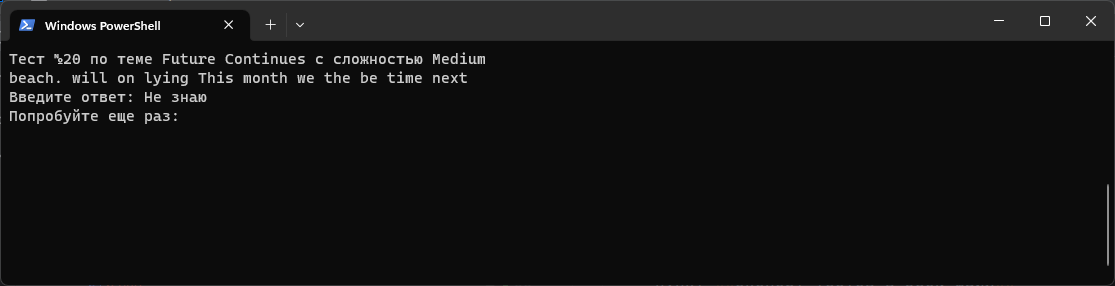 Windows PowerShell
Тест №20 по теме Future Continues с сложностью Medium
beach. will on lying This month we the be time next
Введите ответ: Не знаю
Попробуйте еще раз: